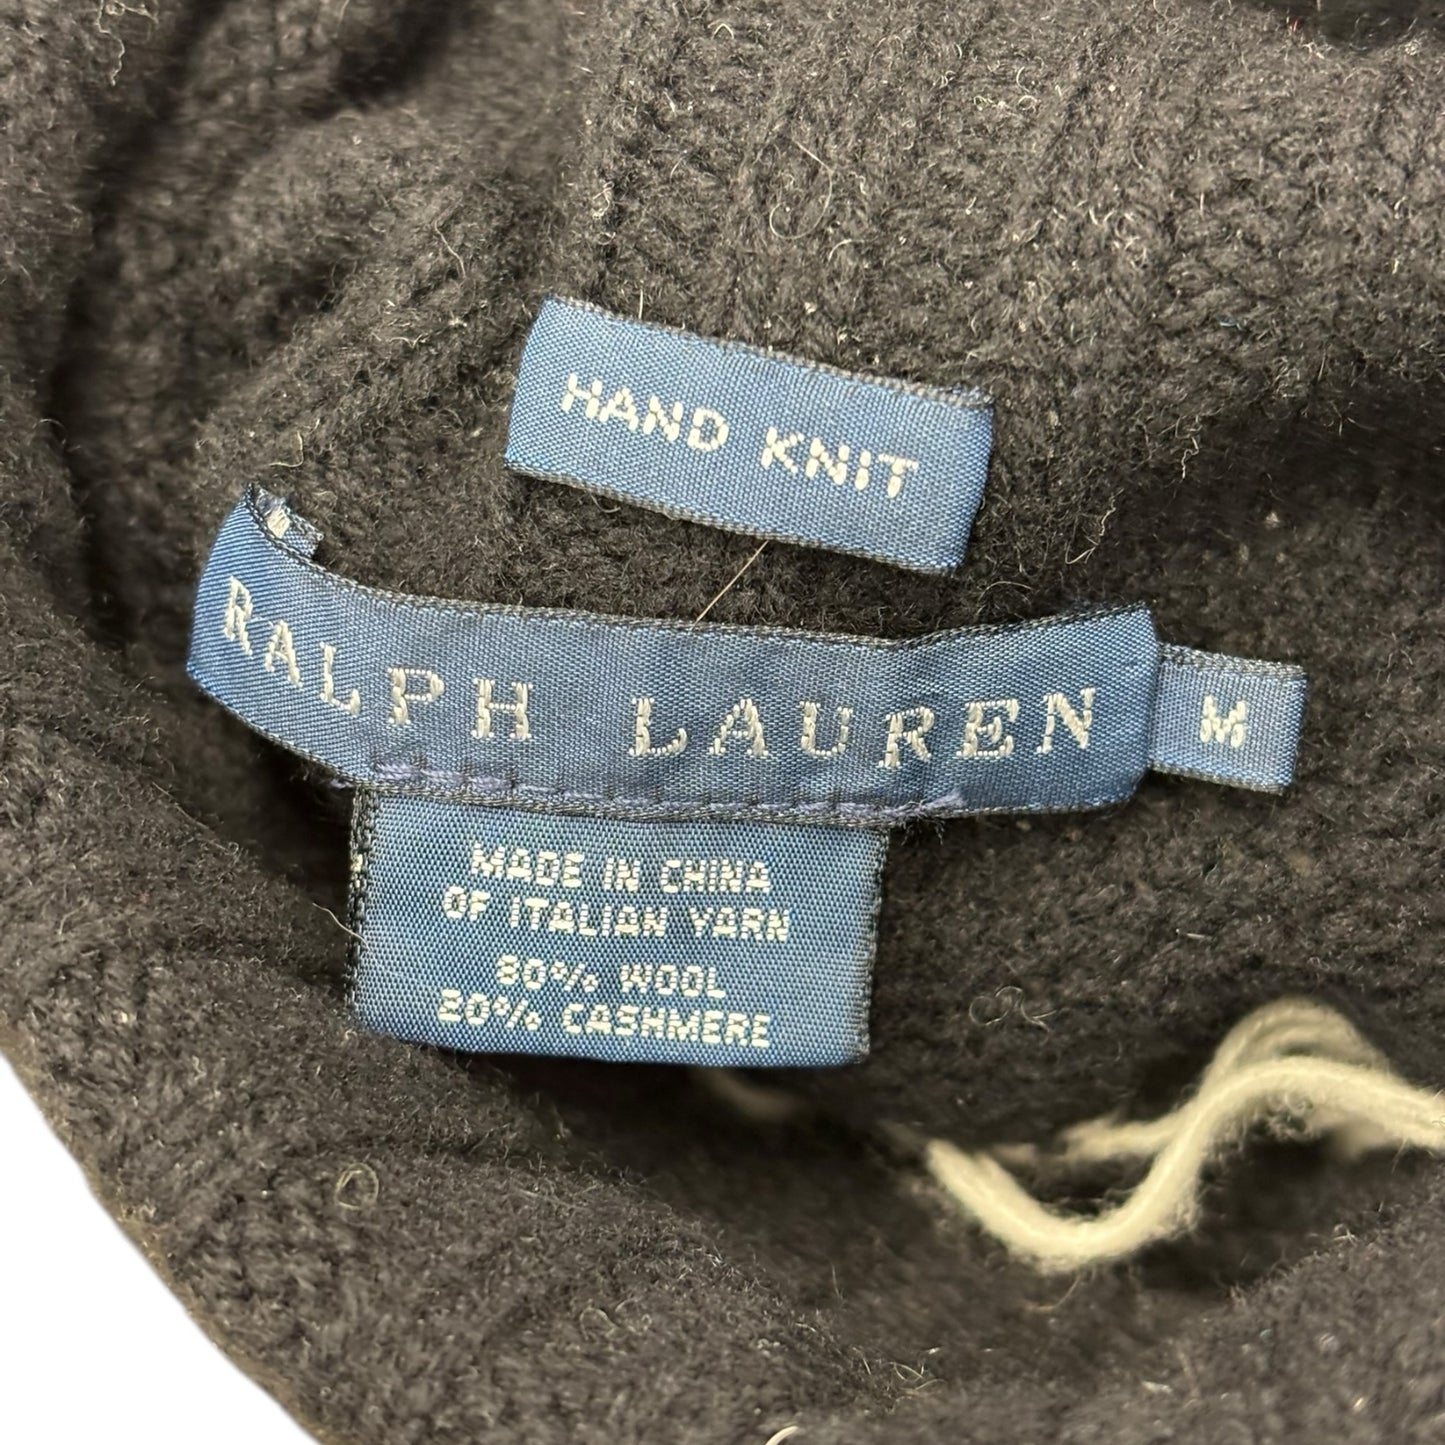 HAND KNIT
RALPH LAUREN
M
MADE IN CHINA
OF ITALIAN YARN
80% WOOL
20% CASHMERE